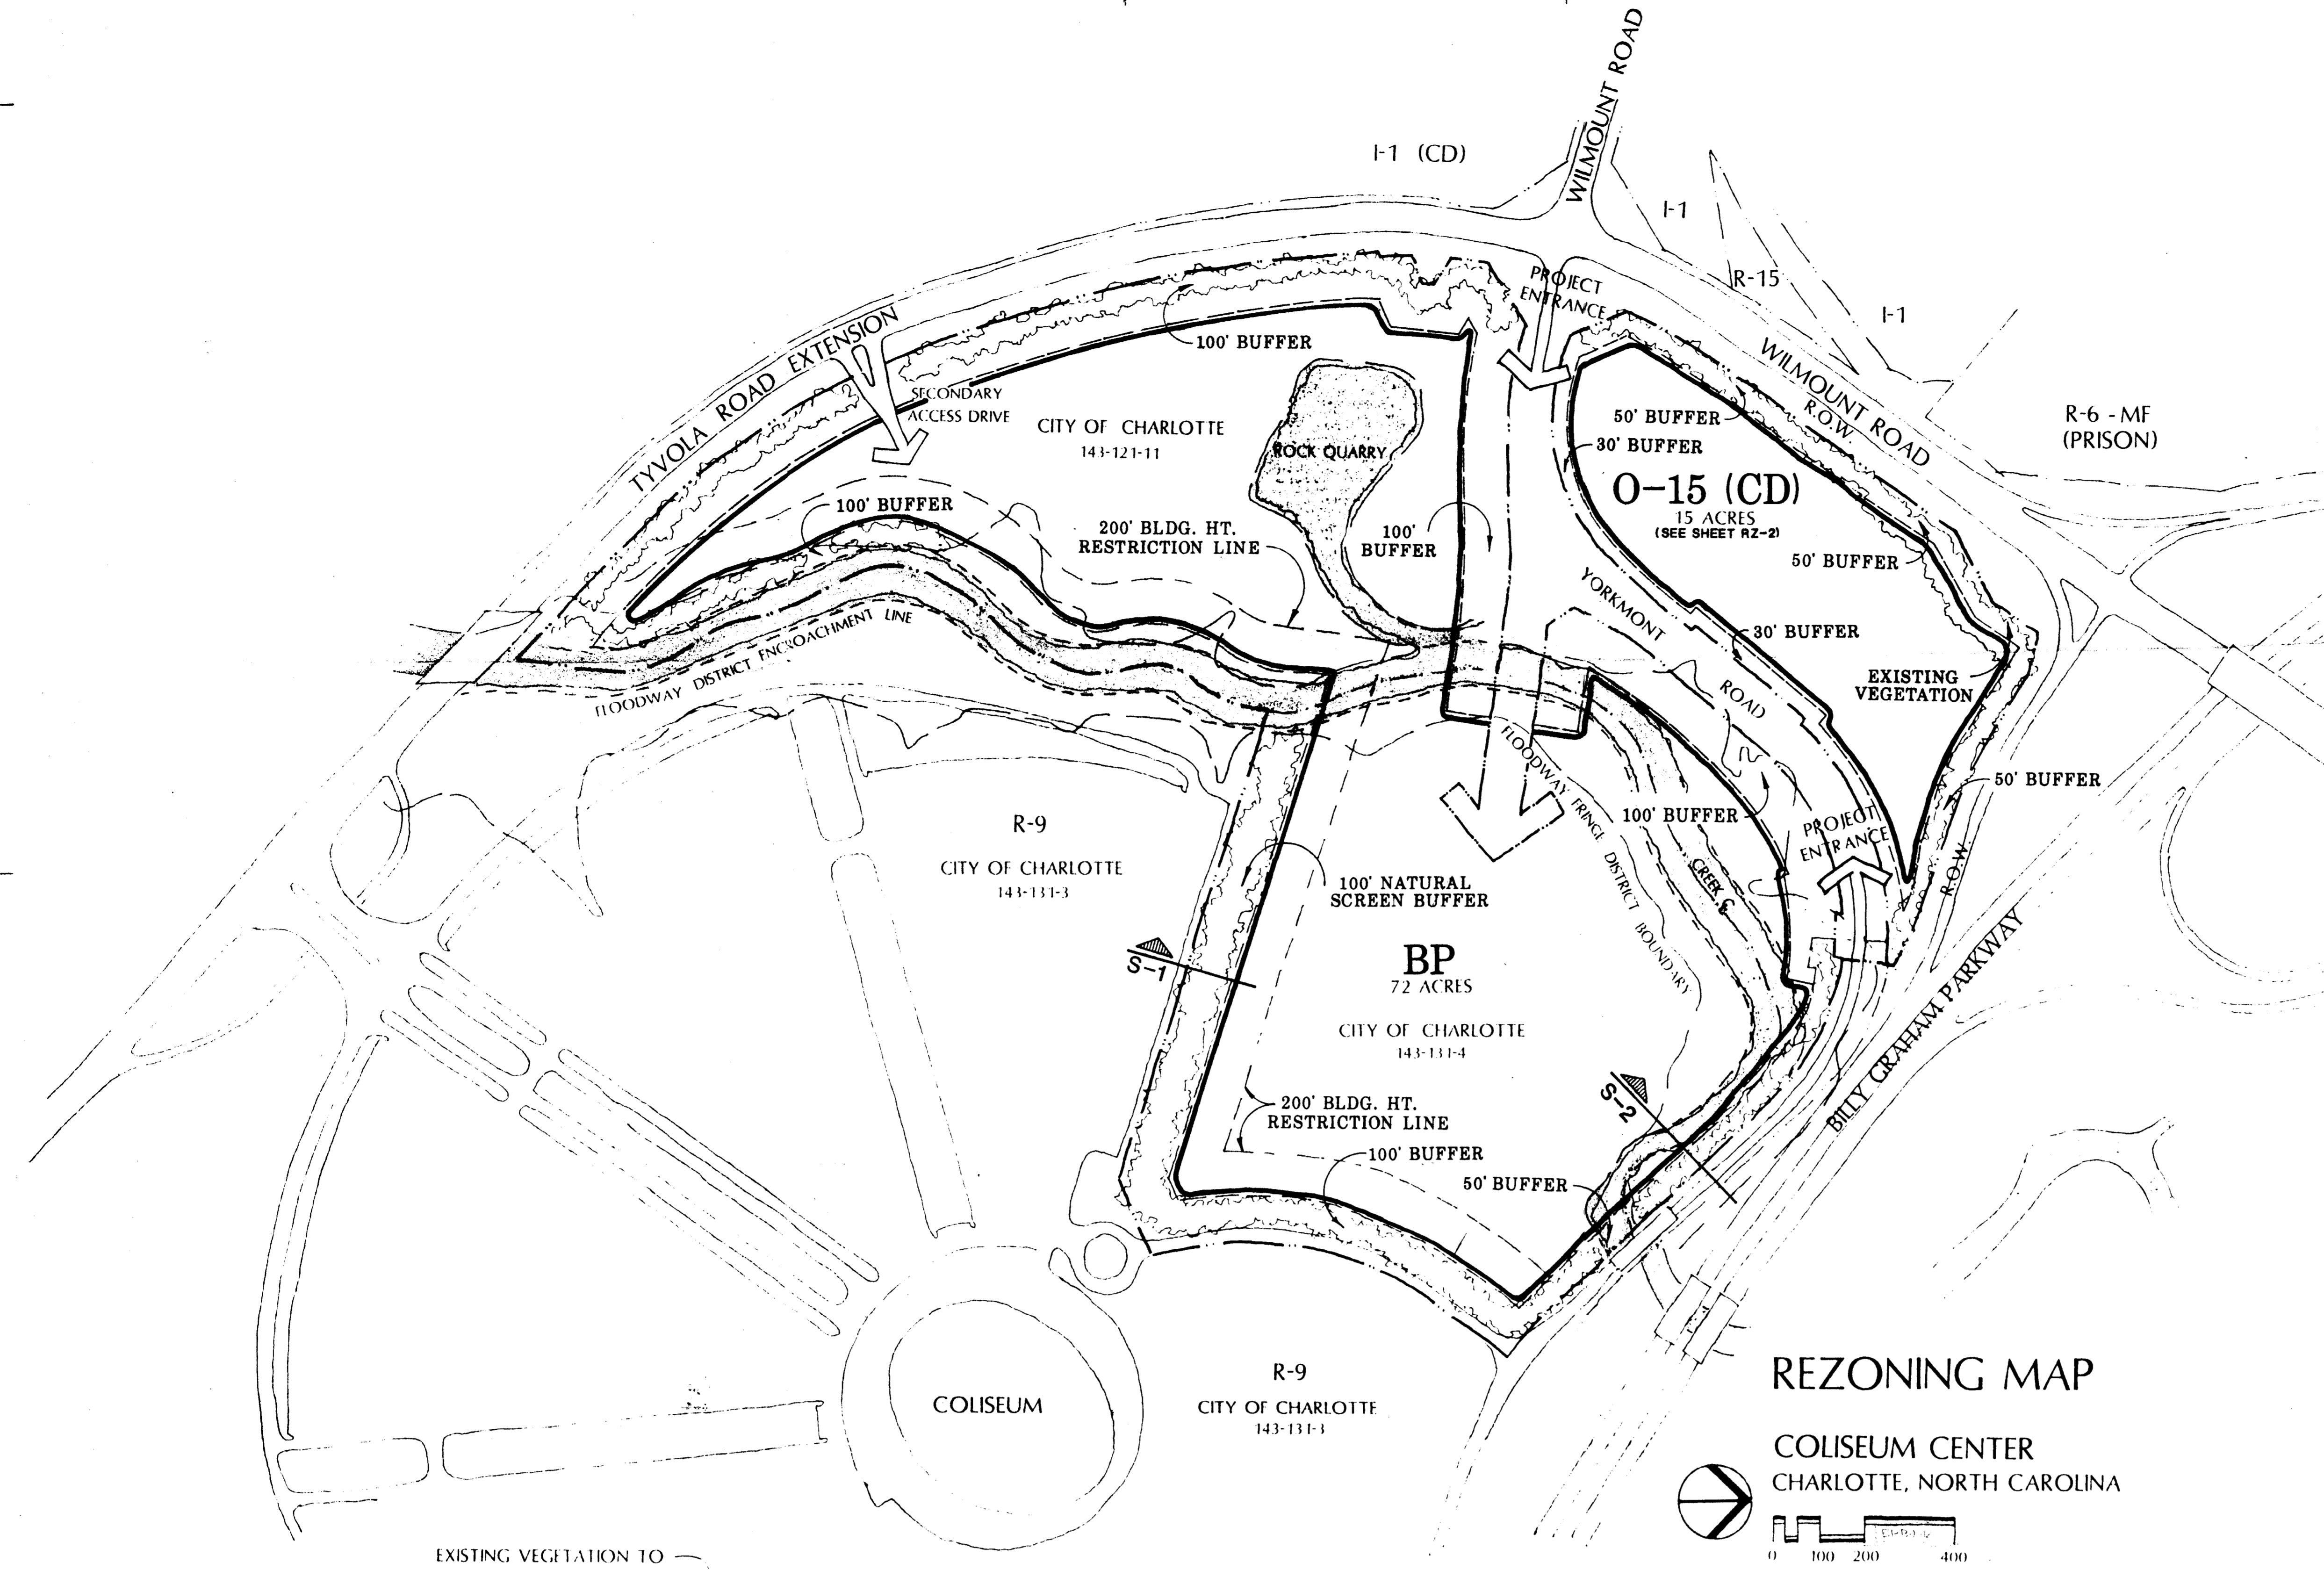 WILMOUNT ROAD
I-1 (CD)
I-1
R-15
I-1
PROJECT
ENTRANCE
WILMOUNT ROAD
R.O.W.
R-6 - MF
(PRISON)
TYVOLA ROAD EXTENSION
100' BUFFER
SECONDARY
ACCESS DRIVE
CITY OF CHARLOTTE
143-121-11
ROCK QUARRY
50' BUFFER
30' BUFFER
O-15 (CD)
15 ACRES
(SEE SHEET RZ-2)
100' BUFFER
200' BLDG. HT.
RESTRICTION LINE
100'
BUFFER
50' BUFFER
YORKMONT
ROAD
30' BUFFER
EXISTING
VEGETATION
FLOODWAY DISTRICT ENCROACHMENT LINE
50' BUFFER
100' BUFFER
PROJECT
ENTRANCE
R.O.W
R-9
CITY OF CHARLOTTE
143-131-3
FLOODWAY FRINGE DISTRICT BOUNDARY
CREEK ℄
100' NATURAL
SCREEN BUFFER
S-1
BP
72 ACRES
CITY OF CHARLOTTE
143-131-4
BILLY GRAHAM PARKWAY
S-2
200' BLDG. HT.
RESTRICTION LINE
100' BUFFER
50' BUFFER
COLISEUM
R-9
CITY OF CHARLOTTE
143-131-3
REZONING MAP
COLISEUM CENTER
CHARLOTTE, NORTH CAROLINA
0 100 200 400
EXISTING VEGETATION TO